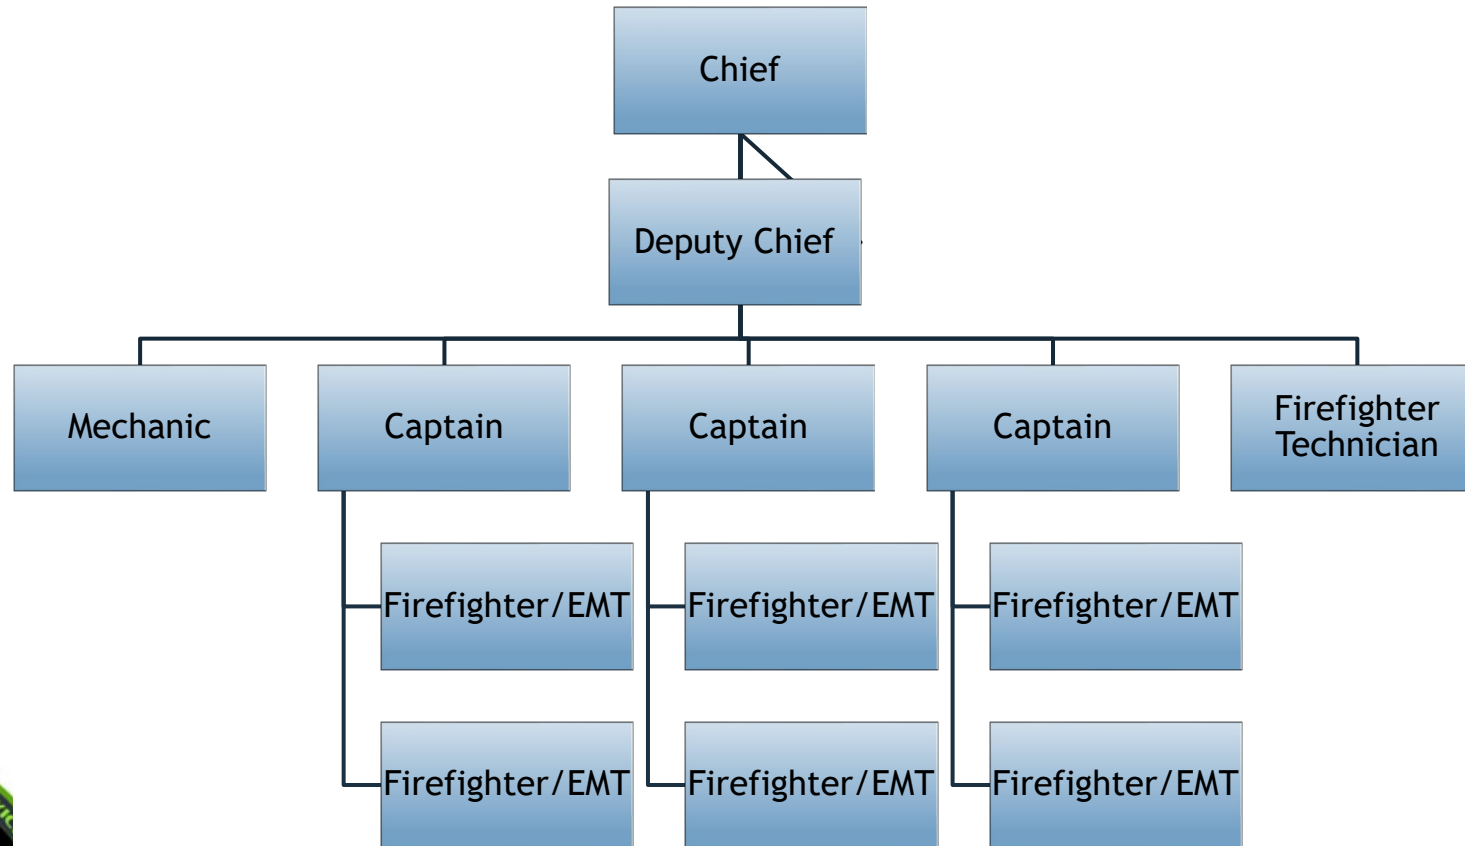 Chief
Deputy Chief
Mechanic
Captain
Captain
Captain
Firefighter
Technician
Firefighter/EMT
Firefighter/EMT
Firefighter/EMT
Firefighter/EMT
Firefighter/EMT
Firefighter/EMT